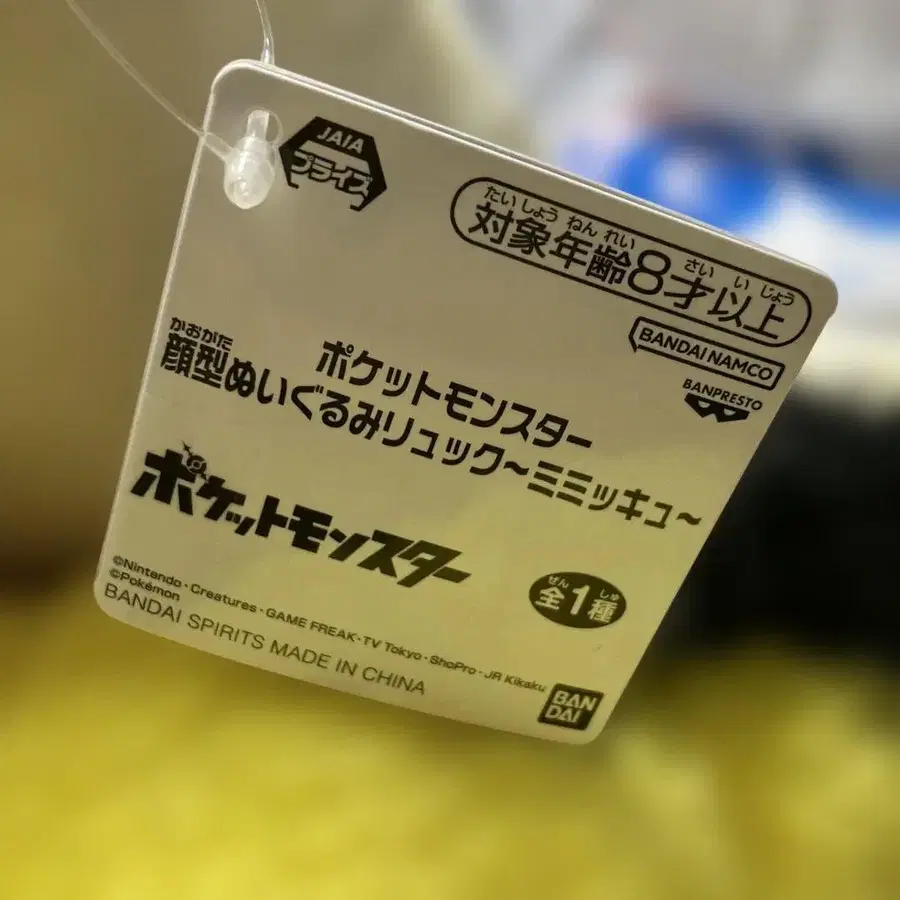 JAIA
プライズ
たいしょうねんれい さいいじょう
対象年齢8才以上
BANDAI NAMCO
BANPRESTO
ポケットモンスター
かおがた
顔型ぬいぐるみリュック〜ミミッキュ〜
ポケットモンスター
ぜん しゅ
全1種
©Nintendo・Creatures・GAME FREAK・TV Tokyo・ShoPro・JR Kikaku
©Pokémon
BANDAI SPIRITS MADE IN CHINA
BAN
DAI